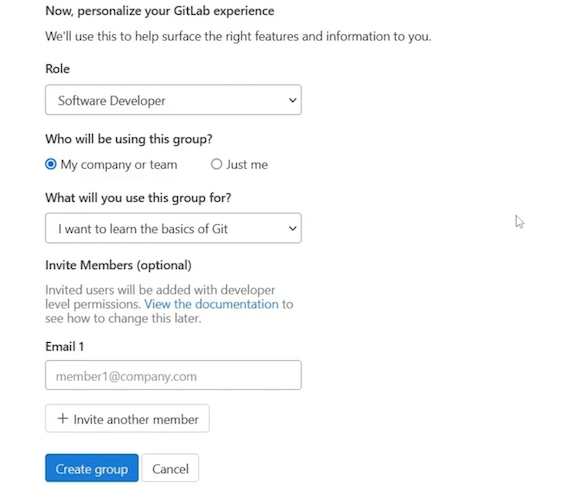 Now, personalize your GitLab experience
We'll use this to help surface the right features and information to you.
Role
Software Developer
Who will be using this group?
My company or team Just me
What will you use this group for?
I want to learn the basics of Git
Invite Members (optional)
Invited users will be added with developer
level permissions. View the documentation to
see how to change this later.
Email 1
member1@company.com
+ Invite another member
Create group Cancel